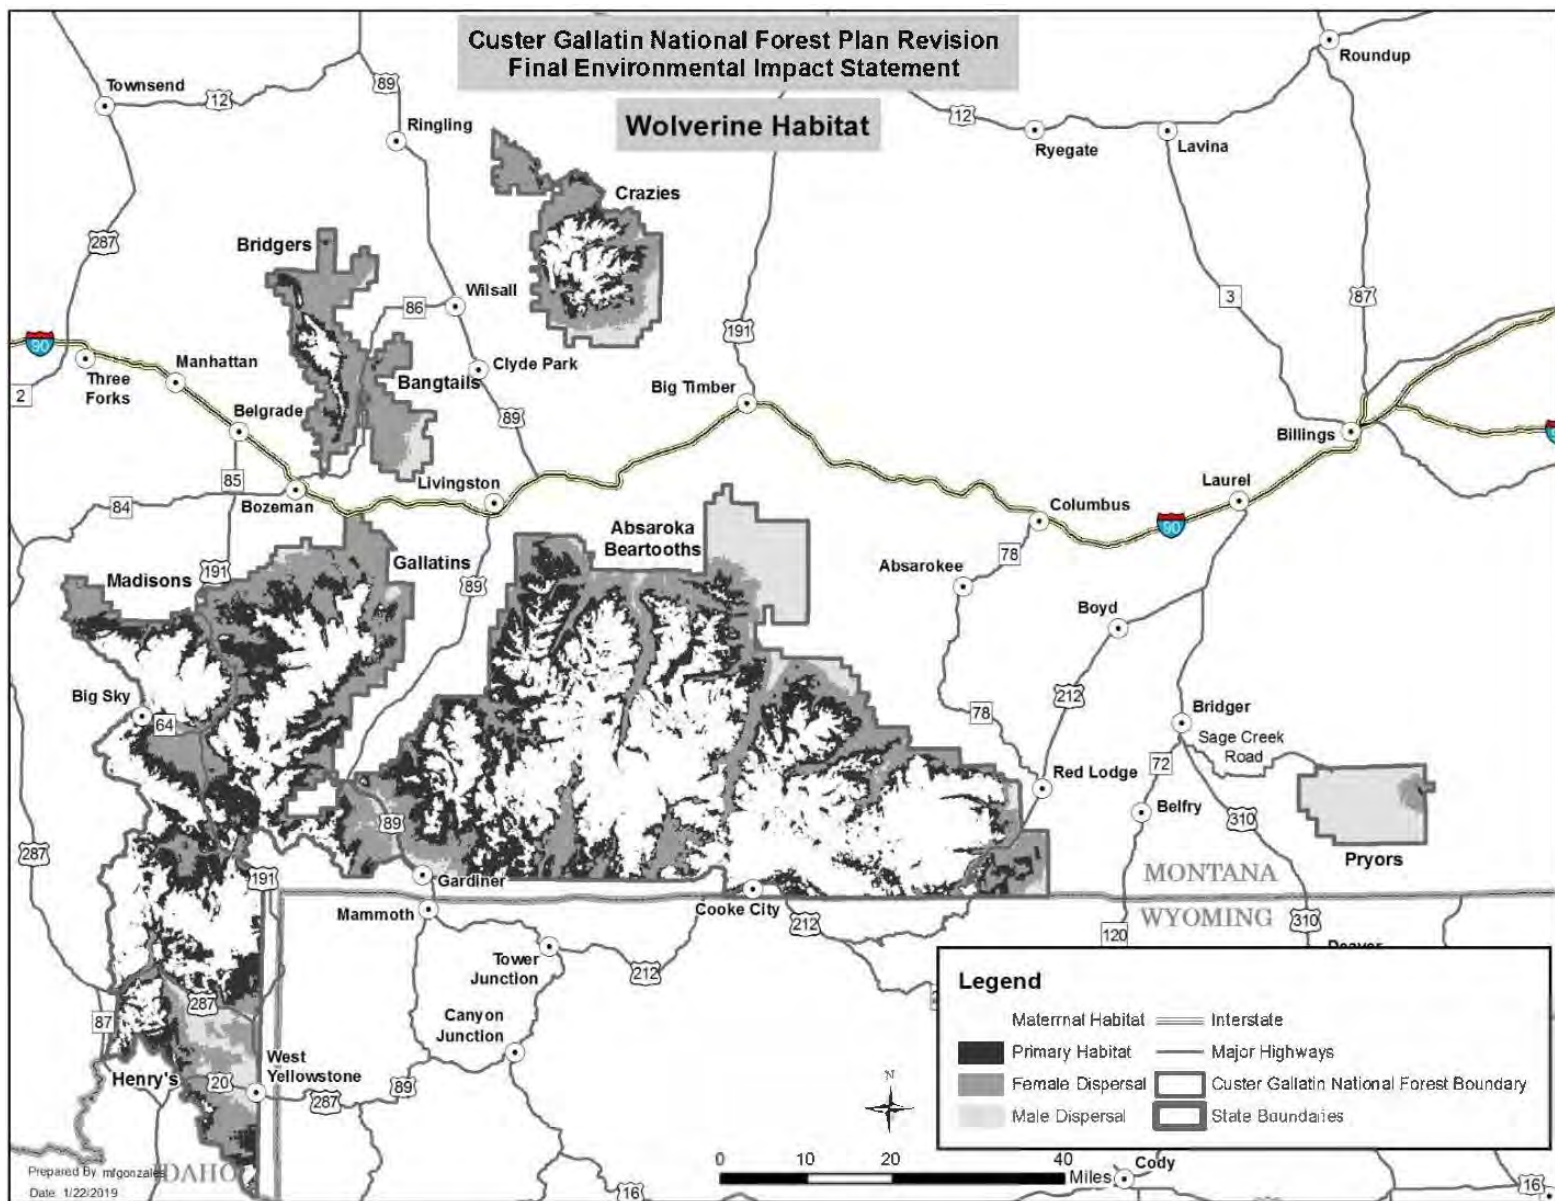 Custer Gallatin National Forest Plan Revision
Final Environmental Impact Statement
Wolverine Habitat
Townsend
12
89
Ringling
Roundup
12
Ryegate
Lavina
Crazies
287
Bridgers
Wilsall
86
191
3
87
90
Three
Forks
Manhattan
2
Clyde Park
Bangtails
Big Timber
Belgrade
89
Billings
85
Livingston
Laurel
84
Bozeman
Columbus
90
Absaroka
Beartooths
78
Gallatins
Madisons
191
89
Absarokee
Boyd
Big Sky
64
212
78
Bridger
Sage Creek
Road
72
Red Lodge
Belfry
310
89
287
Pryors
MONTANA
191
Gardiner
Mammoth
Cooke City
212
WYOMING
310
120
Tower
Junction
212
287
Canyon
Junction
87
West
Yellowstone
Henry's
20
287
89
Legend
Maternal Habitat
Interstate
Primary Habitat
Major Highways
Female Dispersal
Custer Gallatin National Forest Boundary
Male Dispersal
State Boundaries
N
0 10 20 40
Miles
Cody
16
16
Prepared By: mfgonzales
Date: 1/22/2019